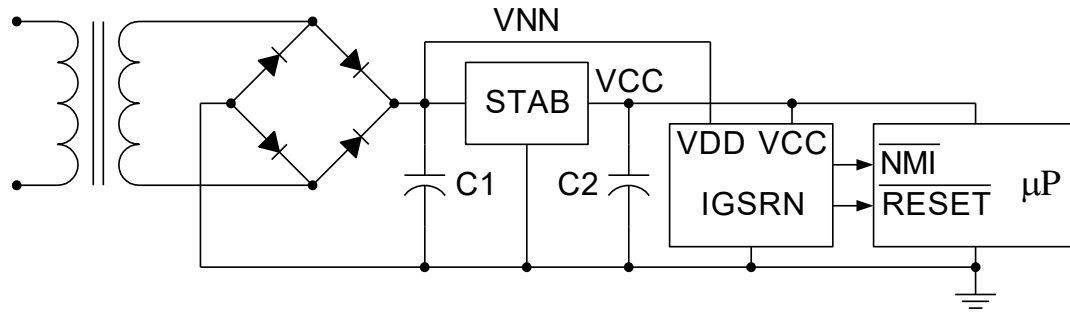 VNN
STAB
VCC
VDD VCC
IGSRN
C1
C2
NMI
RESET
μP